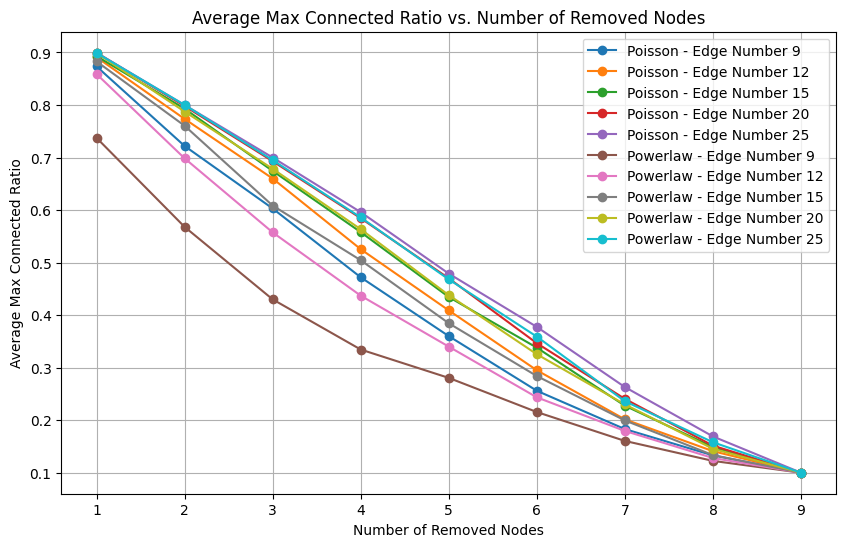 Average Max Connected Ratio vs. Number of Removed Nodes
Average Max Connected Ratio
0.9
0.8
0.7
0.6
0.5
0.4
0.3
0.2
0.1
Poisson - Edge Number 9
Poisson - Edge Number 12
Poisson - Edge Number 15
Poisson - Edge Number 20
Poisson - Edge Number 25
Powerlaw - Edge Number 9
Powerlaw - Edge Number 12
Powerlaw - Edge Number 15
Powerlaw - Edge Number 20
Powerlaw - Edge Number 25
1 2 3 4 5 6 7 8 9
Number of Removed Nodes